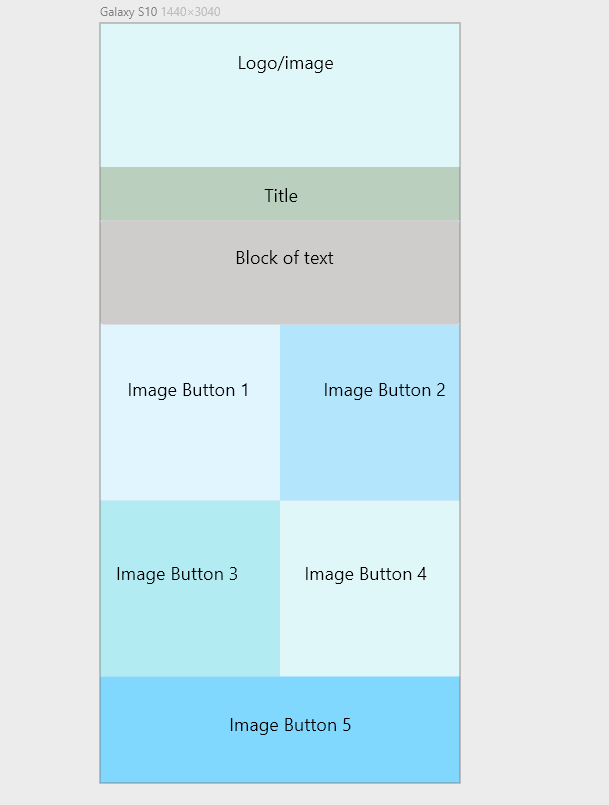 Galaxy S10 1440×3040
Logo/image
Title
Block of text
Image Button 1
Image Button 2
Image Button 3
Image Button 4
Image Button 5